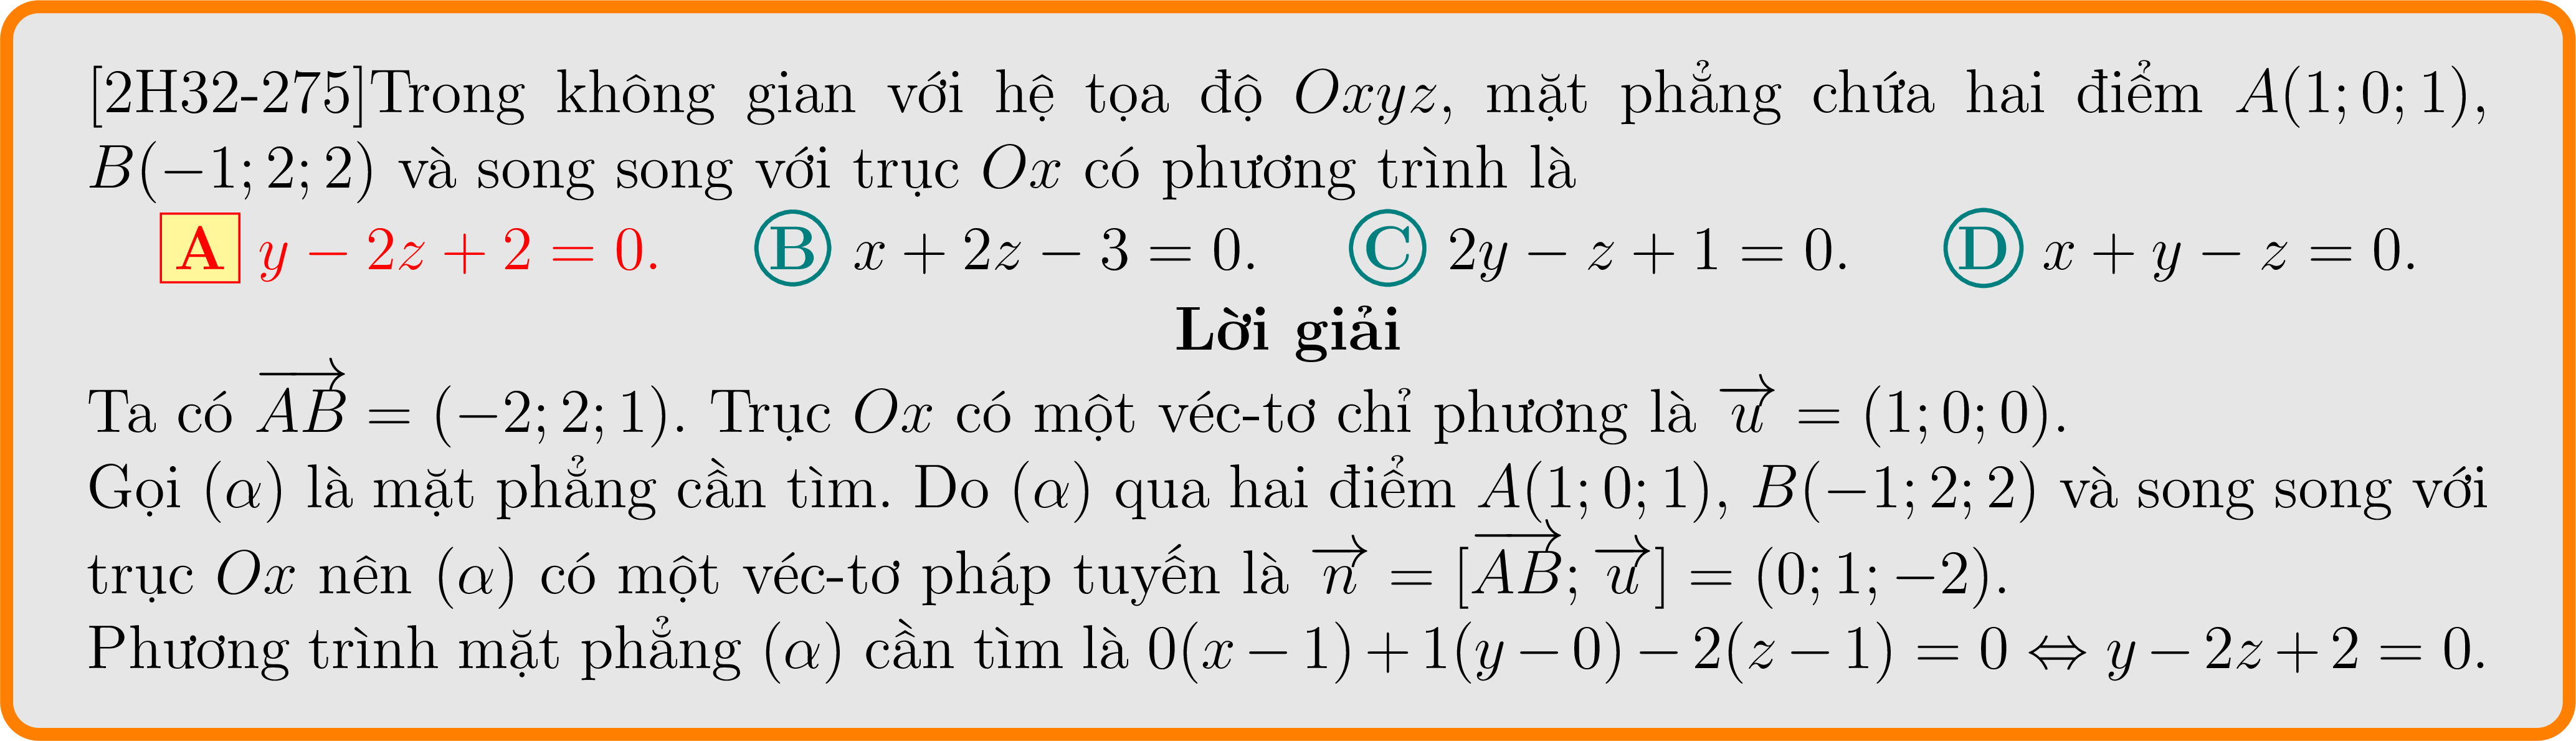 [2H32-275]Trong không gian với hệ tọa độ Oxyz, mặt phẳng chứa hai điểm A(1; 0; 1),
B(−1; 2; 2) và song song với trục Ox có phương trình là
A y − 2z + 2 = 0. B x + 2z − 3 = 0. C 2y − z + 1 = 0. D x + y − z = 0.
Lời giải
Ta có \overrightarrow{AB} = (−2; 2; 1). Trục Ox có một véc-tơ chỉ phương là \overrightarrow{u} = (1; 0; 0).
Gọi (α) là mặt phẳng cần tìm. Do (α) qua hai điểm A(1; 0; 1), B(−1; 2; 2) và song song với
trục Ox nên (α) có một véc-tơ pháp tuyến là \overrightarrow{n} = [\overrightarrow{AB}; \overrightarrow{u}] = (0; 1; −2).
Phương trình mặt phẳng (α) cần tìm là 0(x − 1) + 1(y − 0) − 2(z − 1) = 0 ⇔ y − 2z + 2 = 0.